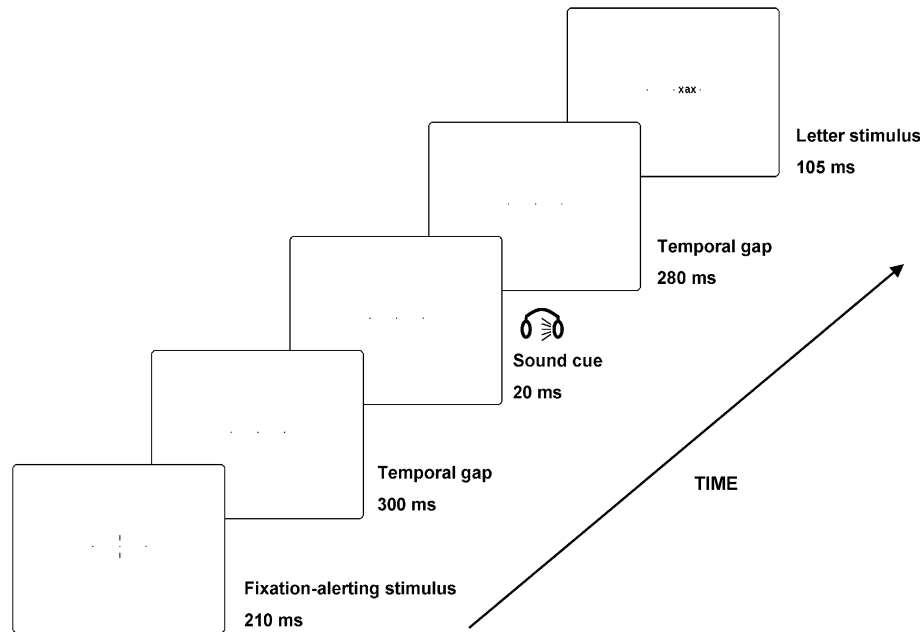 xax
Letter stimulus
105 ms
Temporal gap
280 ms
Sound cue
20 ms
Temporal gap
300 ms
TIME
Fixation-alerting stimulus
210 ms